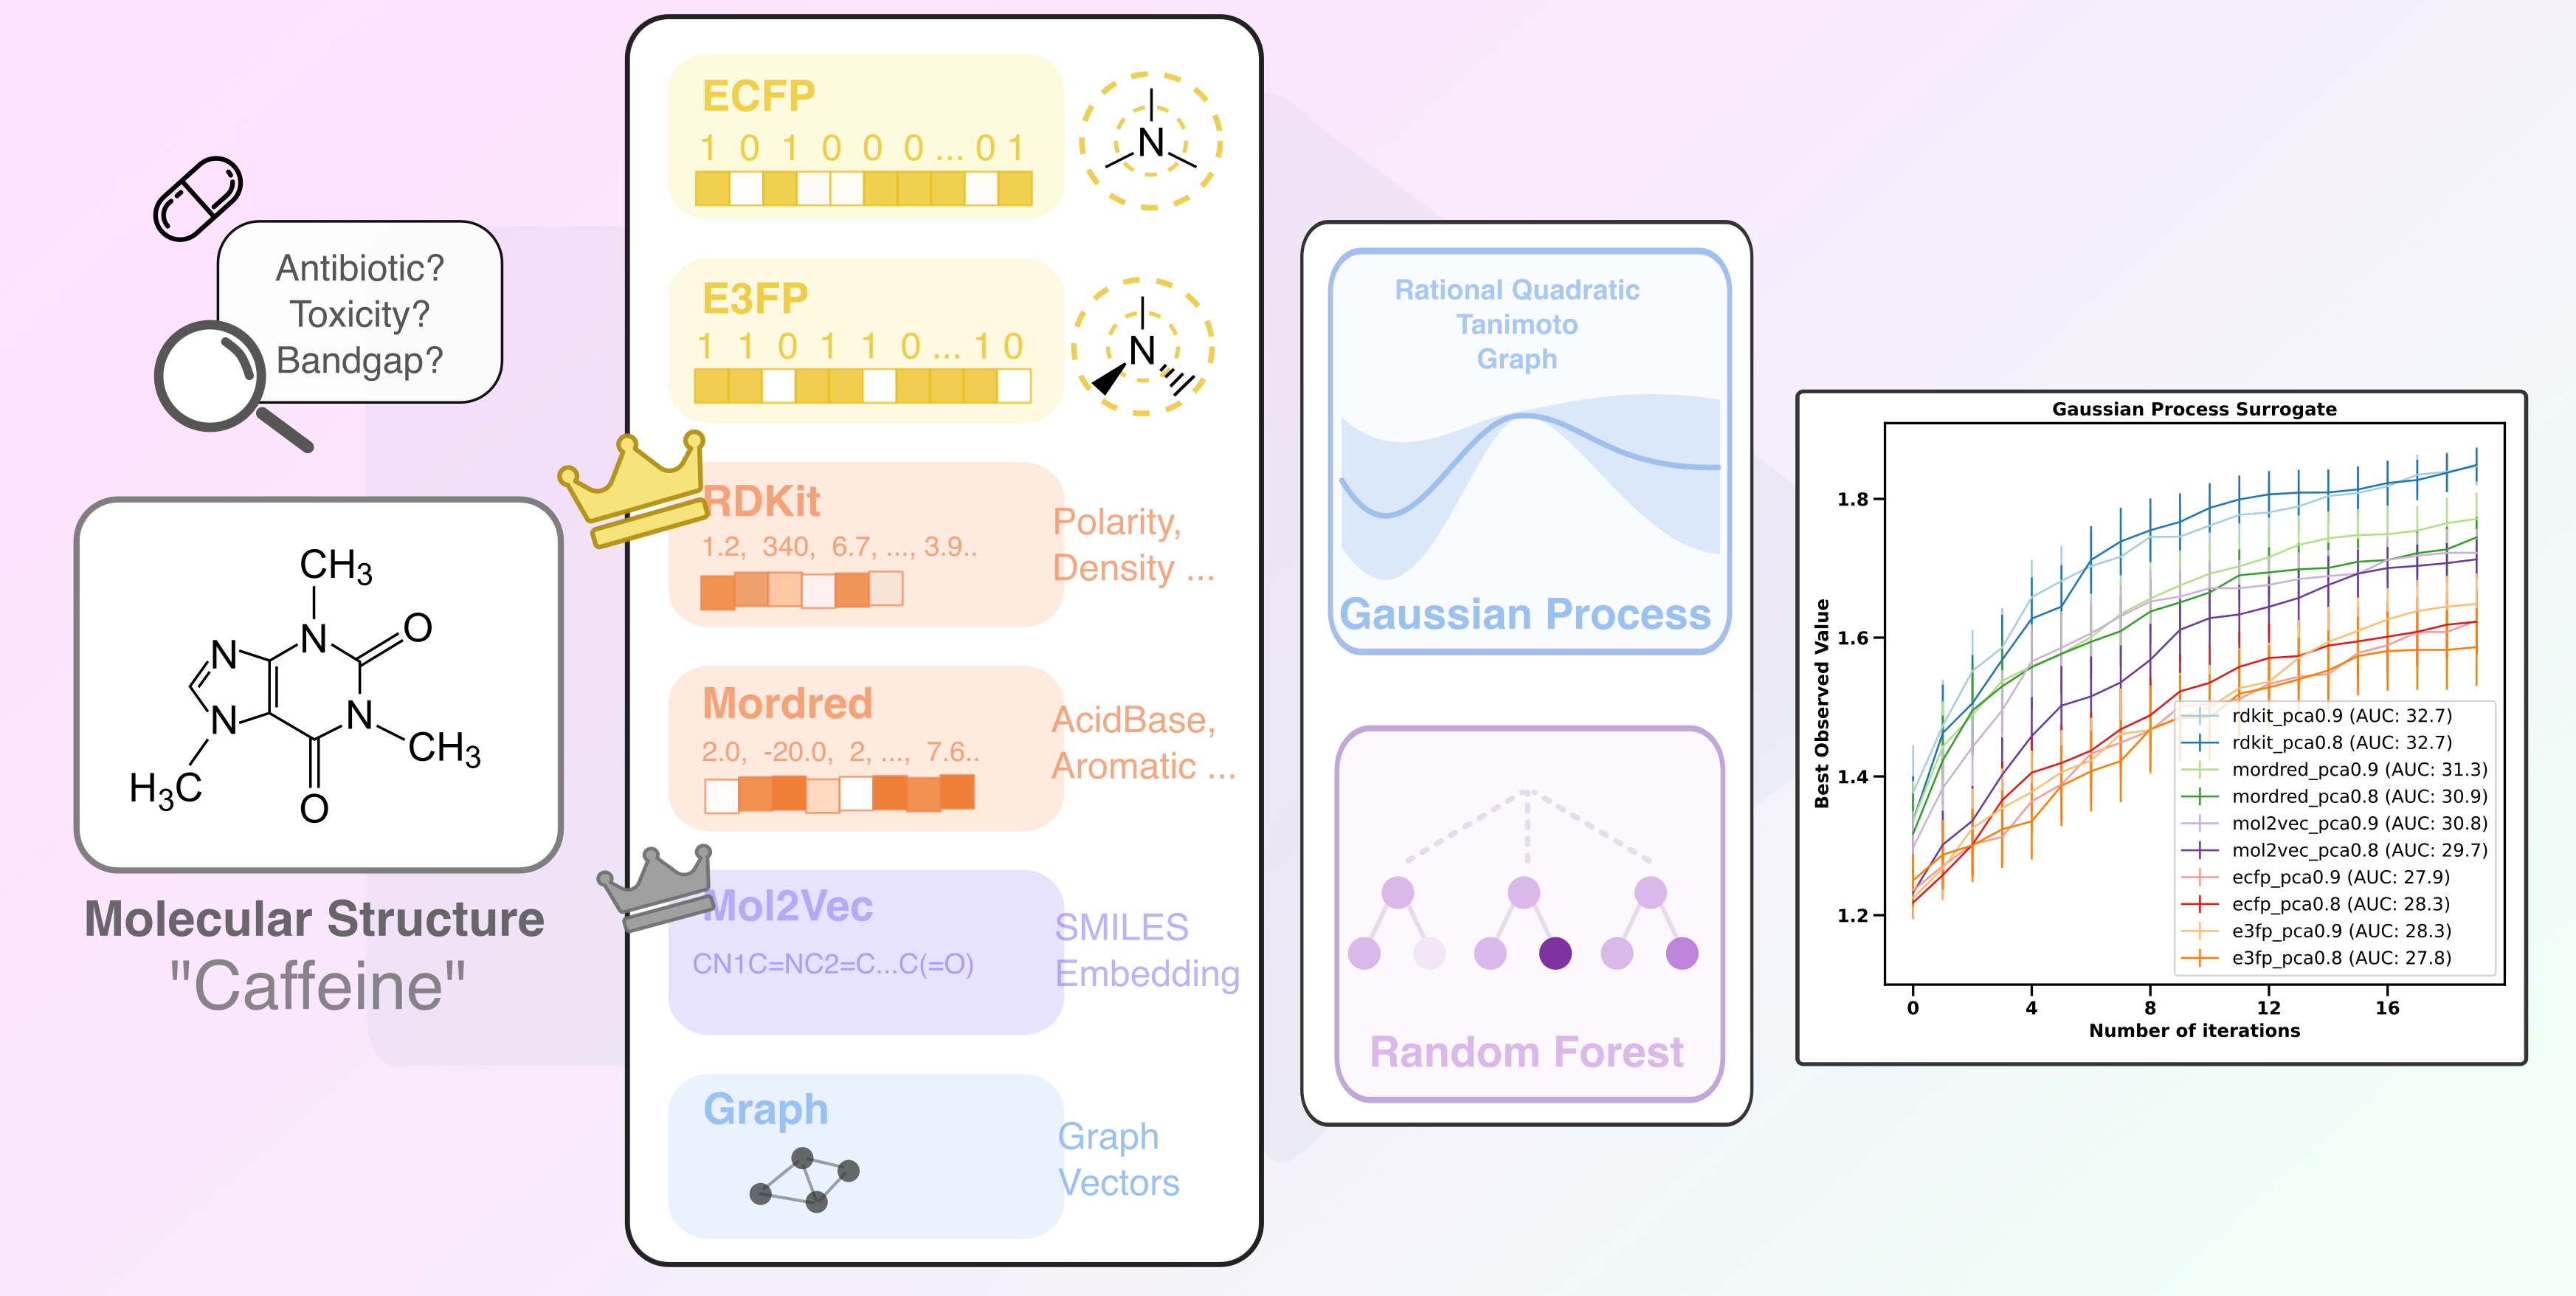 Antibiotic?
Toxicity?
Bandgap?
CH3
N
O
N
N
N
CH3
H3C
O
Molecular Structure
"Caffeine"
ECFP
1 0 1 0 0 0 ... 0 1
N
E3FP
1 1 0 1 1 0 ... 1 0
N
RDKit
1.2, 340, 6.7, ..., 3.9..
Polarity,
Density ...
Mordred
2.0, -20.0, 2, ..., 7.6..
AcidBase,
Aromatic ...
Mol2Vec
CN1C=NC2=C...C(=O)
SMILES
Embedding
Graph
Graph
Vectors
Rational Quadratic
Tanimoto
Graph
Gaussian Process
Random Forest
Gaussian Process Surrogate
Best Observed Value
1.8
1.6
1.4
1.2
rdkit_pca0.9 (AUC: 32.7)
rdkit_pca0.8 (AUC: 32.7)
mordred_pca0.9 (AUC: 31.3)
mordred_pca0.8 (AUC: 30.9)
mol2vec_pca0.9 (AUC: 30.8)
mol2vec_pca0.8 (AUC: 29.7)
ecfp_pca0.9 (AUC: 27.9)
ecfp_pca0.8 (AUC: 28.3)
e3fp_pca0.9 (AUC: 28.3)
e3fp_pca0.8 (AUC: 27.8)
0 4 8 12 16
Number of iterations